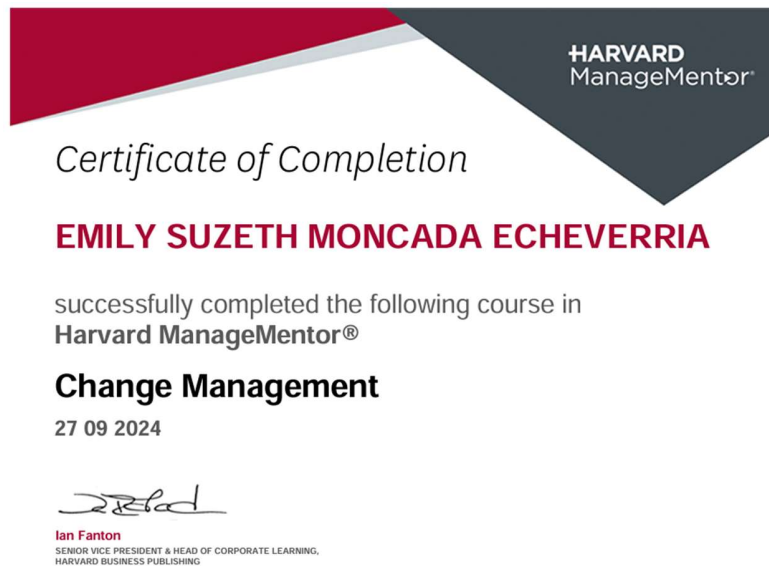 HARVARD
ManageMentor®
Certificate of Completion
EMILY SUZETH MONCADA ECHEVERRIA
successfully completed the following course in
Harvard ManageMentor®
Change Management
27 09 2024
Ian Fanton
SENIOR VICE PRESIDENT & HEAD OF CORPORATE LEARNING,
HARVARD BUSINESS PUBLISHING